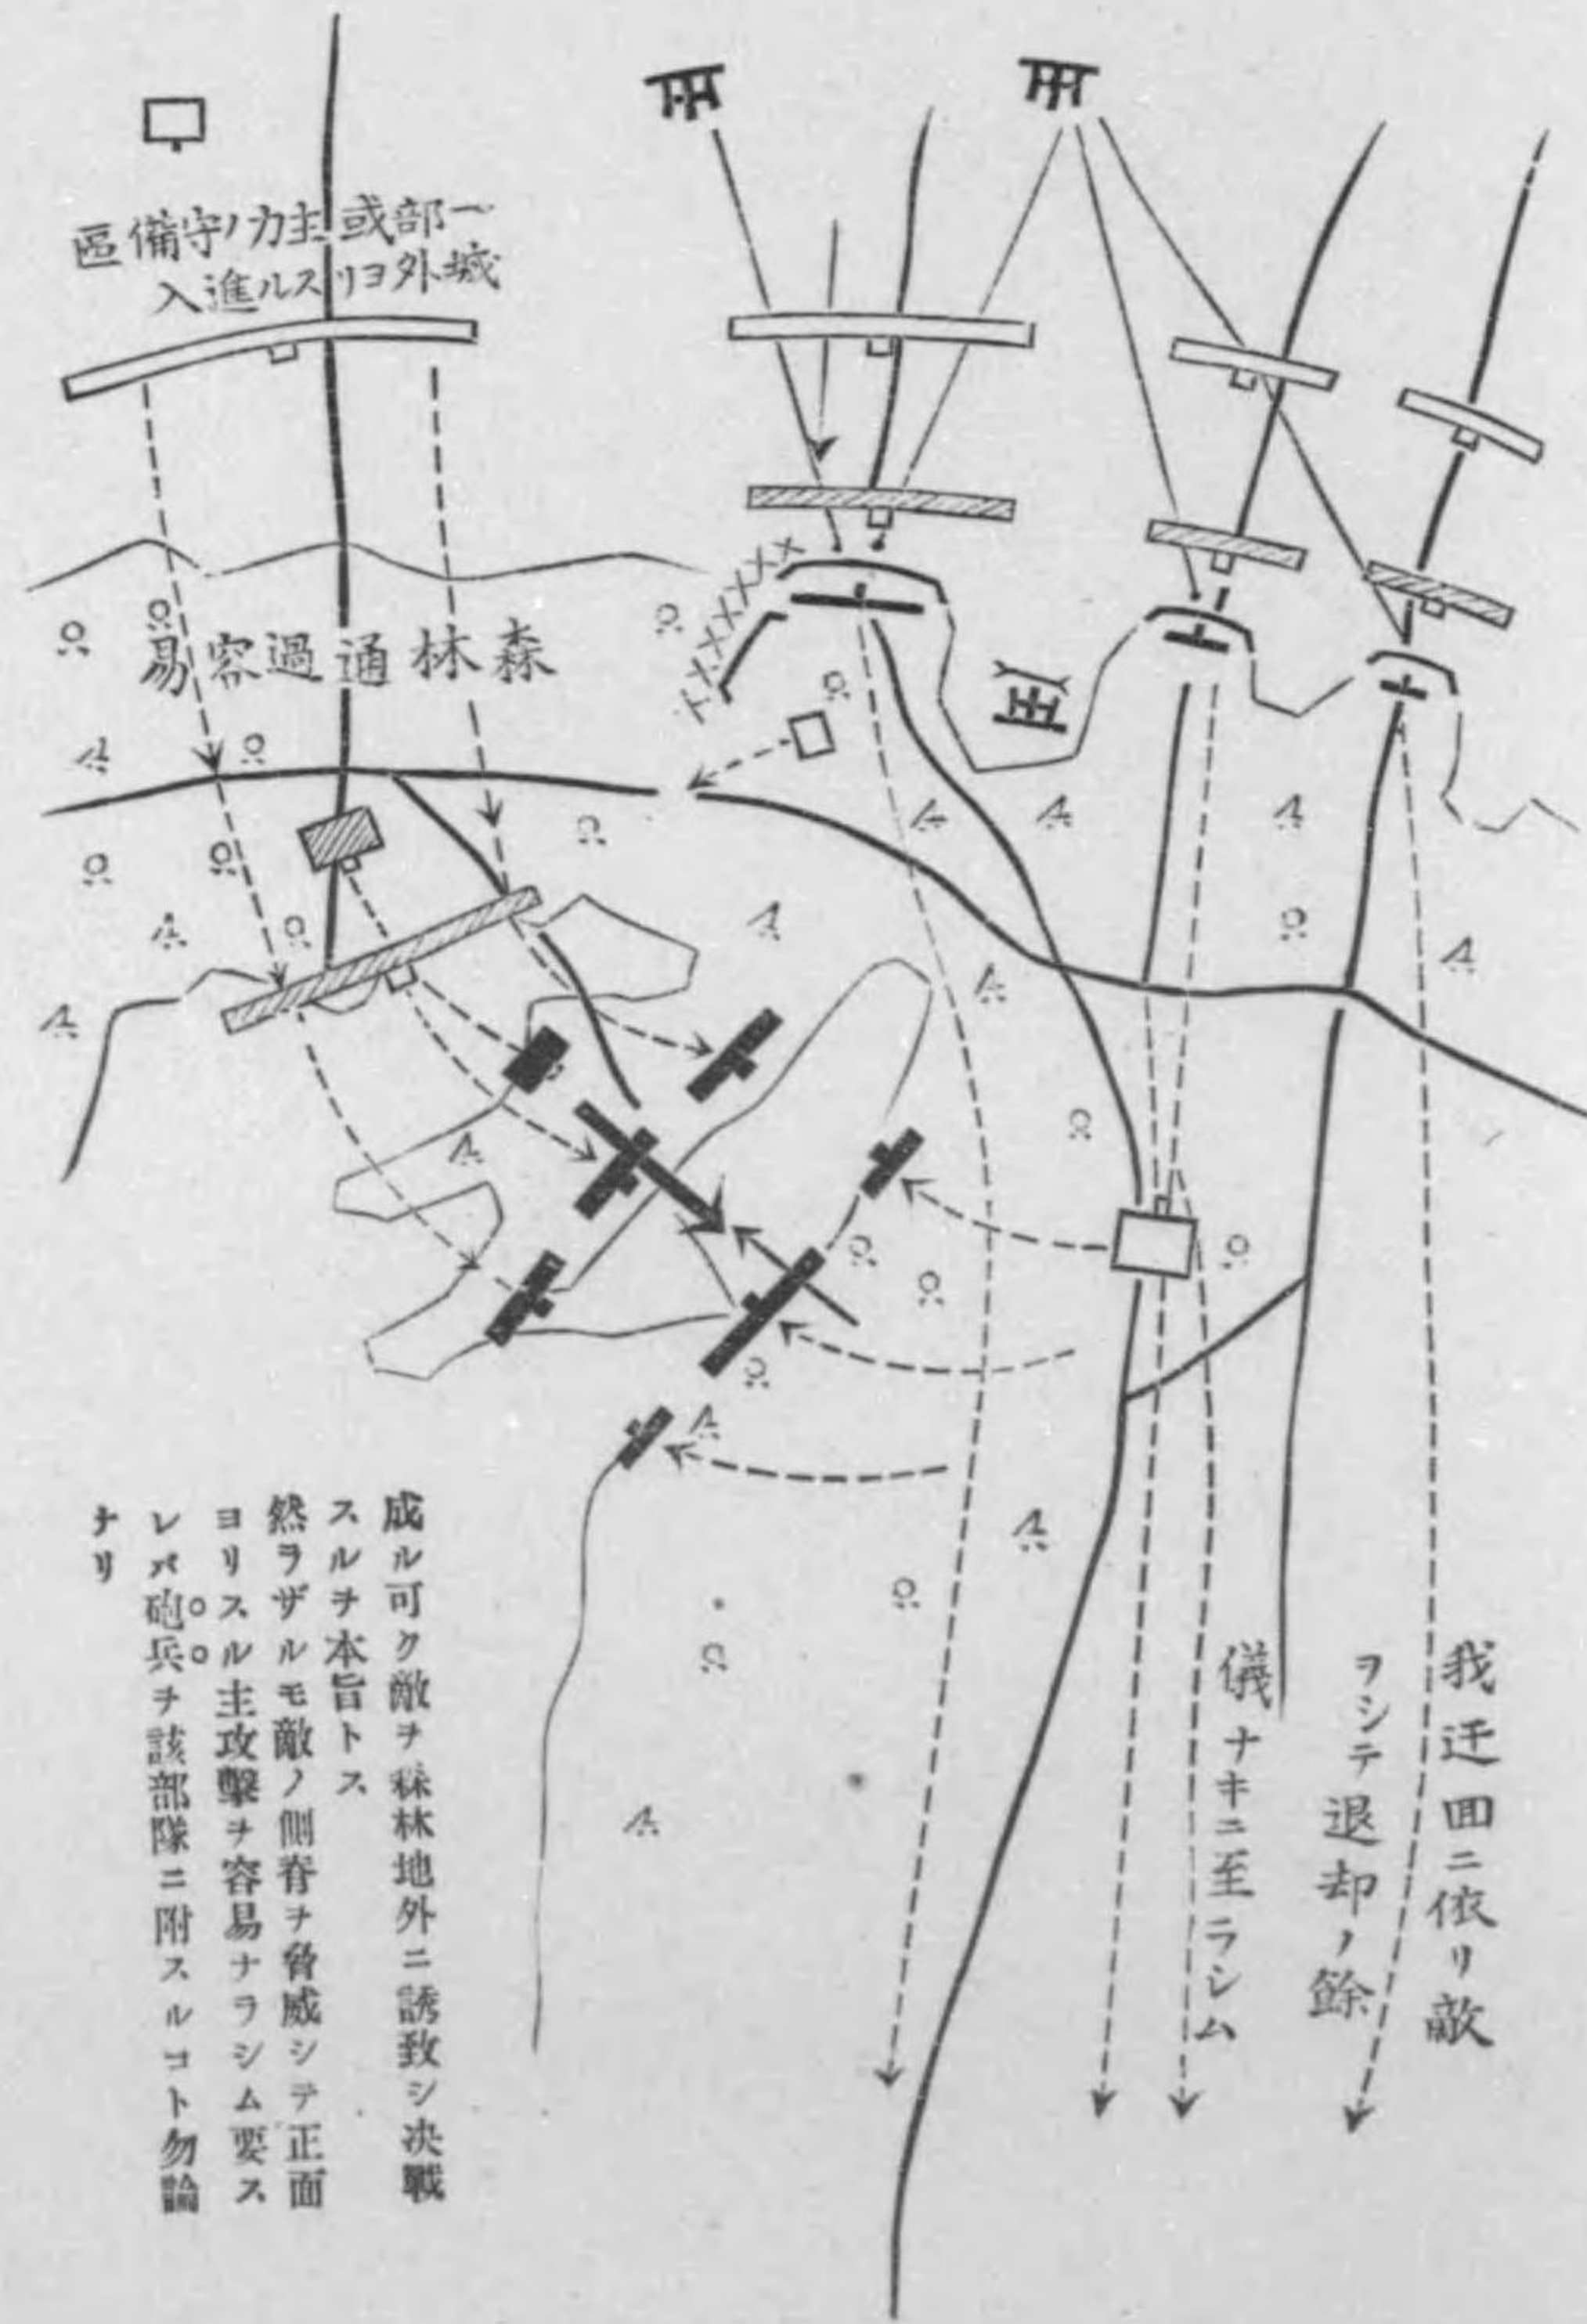 一部或主力ノ守備區
域外ヨリスル進入
森林通過容易
我迂回ニ依リ敵
ヲシテ退却ノ餘
儀ナキニ至ラシム
成ル可ク敵ヲ森林地外ニ誘致シ決戰
スルヲ本旨トス
然ラザルモ敵ノ側脊ヲ脅威シテ正面
ヨリスル主攻擊ヲ容易ナラシム要ス
レバ砲兵ヲ該部隊ニ附スルコト勿論
ナリ